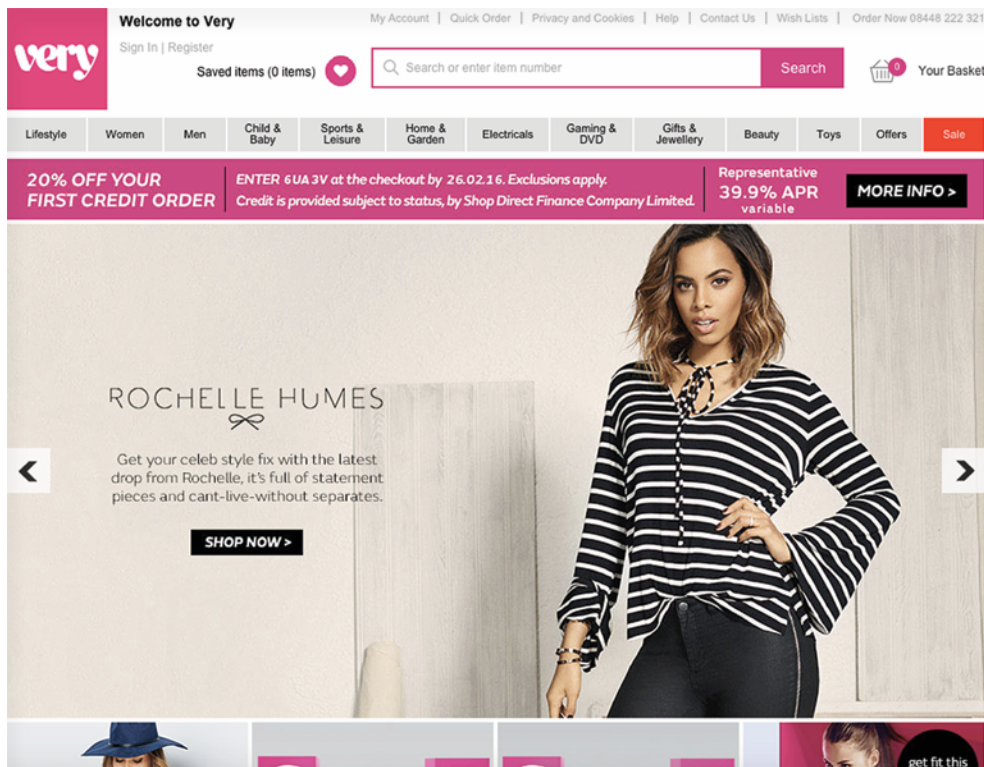 very
Welcome to Very
Sign In | Register
Saved items (0 items)
My Account | Quick Order | Privacy and Cookies | Help | Contact Us | Wish Lists | Order Now 08448 222 321
Search or enter item number
Search
0
Your Basket
Lifestyle
Women
Men
Child &
Baby
Sports &
Leisure
Home &
Garden
Electricals
Gaming &
DVD
Gifts &
Jewellery
Beauty
Toys
Offers
Sale
20% OFF YOUR
FIRST CREDIT ORDER
ENTER 6UA3V at the checkout by 26.02.16. Exclusions apply.
Credit is provided subject to status, by Shop Direct Finance Company Limited.
Representative
39.9% APR
variable
MORE INFO >
ROCHELLE HUMES
Get your celeb style fix with the latest
drop from Rochelle, it's full of statement
pieces and cant-live-without separates.
SHOP NOW >
get fit this